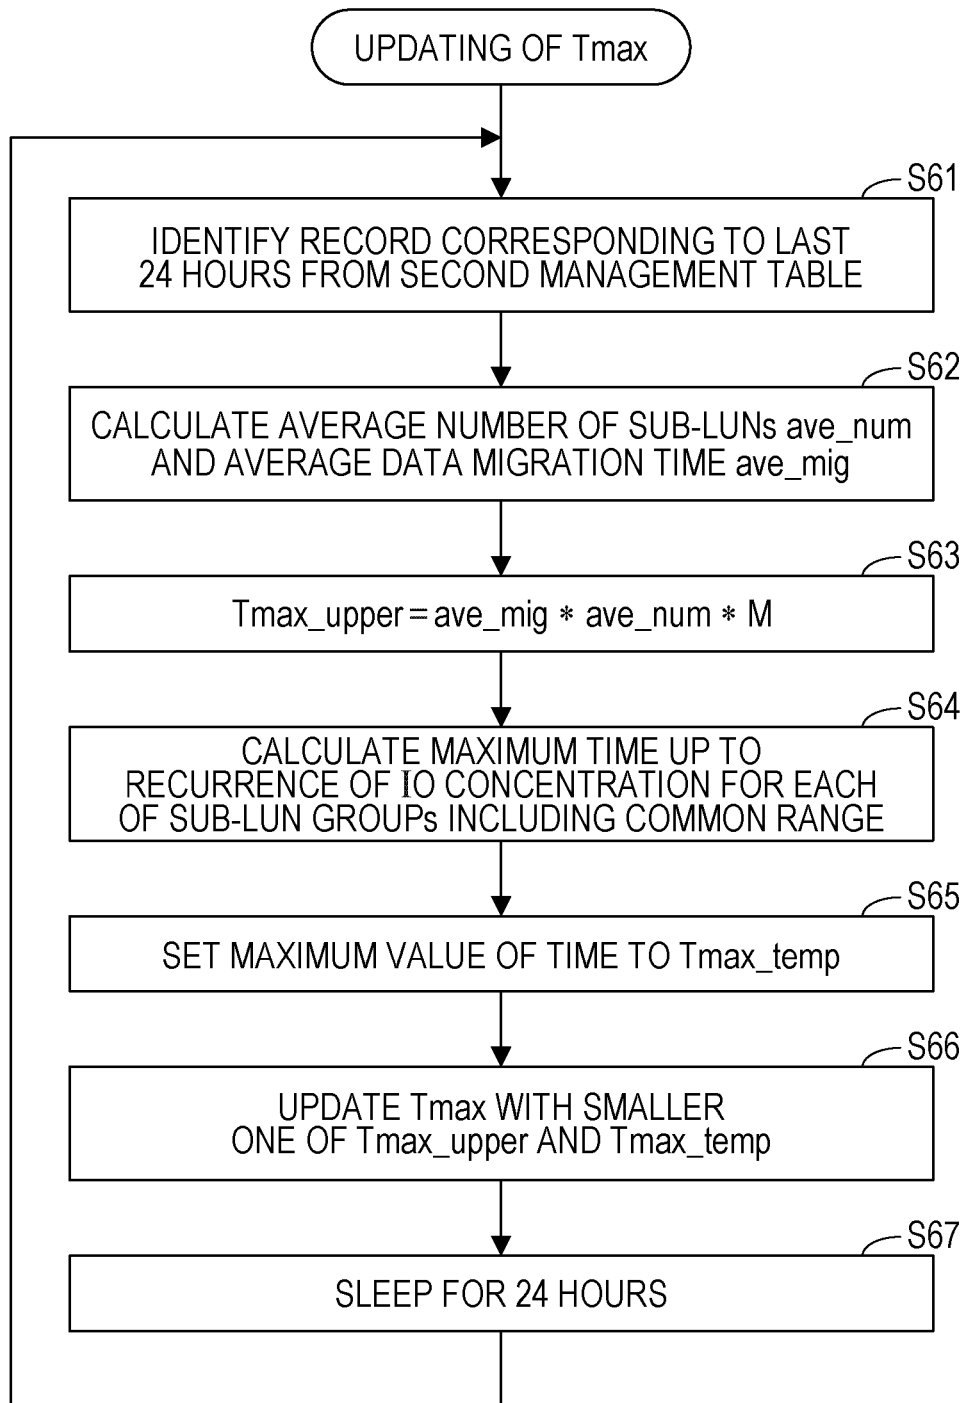 UPDATING OF Tmax
S61
IDENTIFY RECORD CORRESPONDING TO LAST
24 HOURS FROM SECOND MANAGEMENT TABLE
S62
CALCULATE AVERAGE NUMBER OF SUB-LUNs ave_num
AND AVERAGE DATA MIGRATION TIME ave_mig
S63
Tmax_upper=ave_mig * ave_num * M
S64
CALCULATE MAXIMUM TIME UP TO
RECURRENCE OF IO CONCENTRATION FOR EACH
OF SUB-LUN GROUPs INCLUDING COMMON RANGE
S65
SET MAXIMUM VALUE OF TIME TO Tmax_temp
S66
UPDATE Tmax WITH SMALLER
ONE OF Tmax_upper AND Tmax_temp
S67
SLEEP FOR 24 HOURS